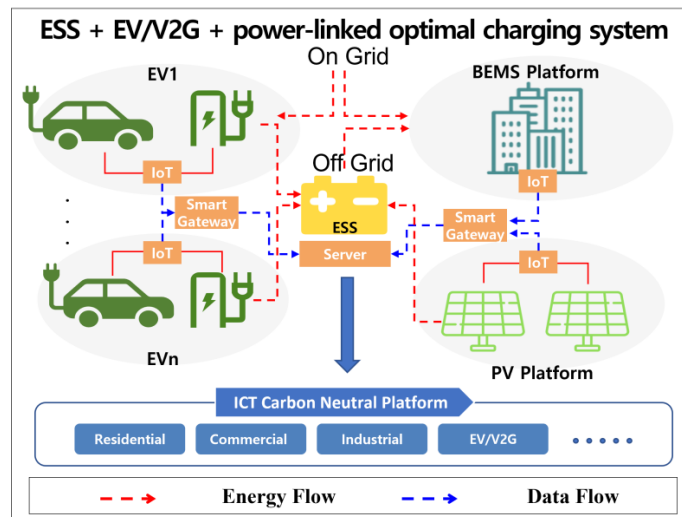 ESS + EV/V2G + power-linked optimal charging system
On Grid
EV1
BEMS Platform
Off Grid
IoT
IoT
Smart
Gateway
ESS
Smart
Gateway
Server
IoT
IoT
EVn
PV Platform
ICT Carbon Neutral Platform
Residential
Commercial
Industrial
EV/V2G
Energy Flow
Data Flow